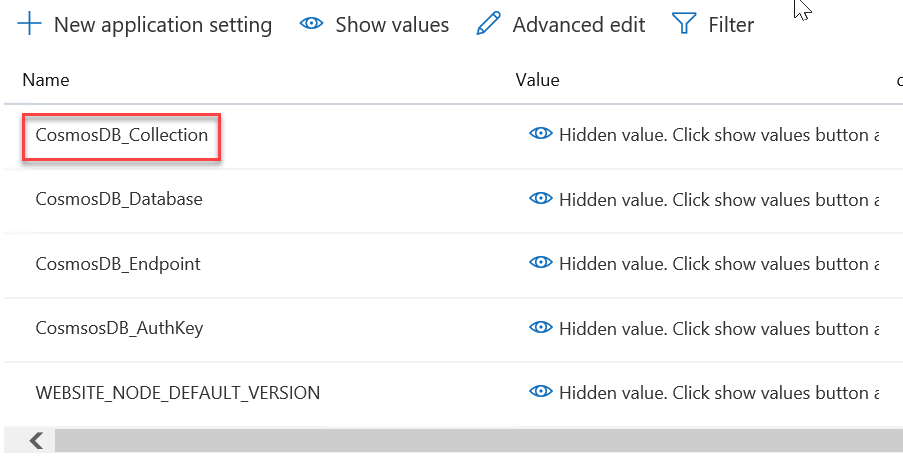 New application setting Show values Advanced edit Filter
Name Value
CosmosDB_Collection Hidden value. Click show values button
CosmosDB_Database Hidden value. Click show values button
CosmosDB_Endpoint Hidden value. Click show values button
CosmsosDB_AuthKey Hidden value. Click show values button
WEBSITE_NODE_DEFAULT_VERSION Hidden value. Click show values button